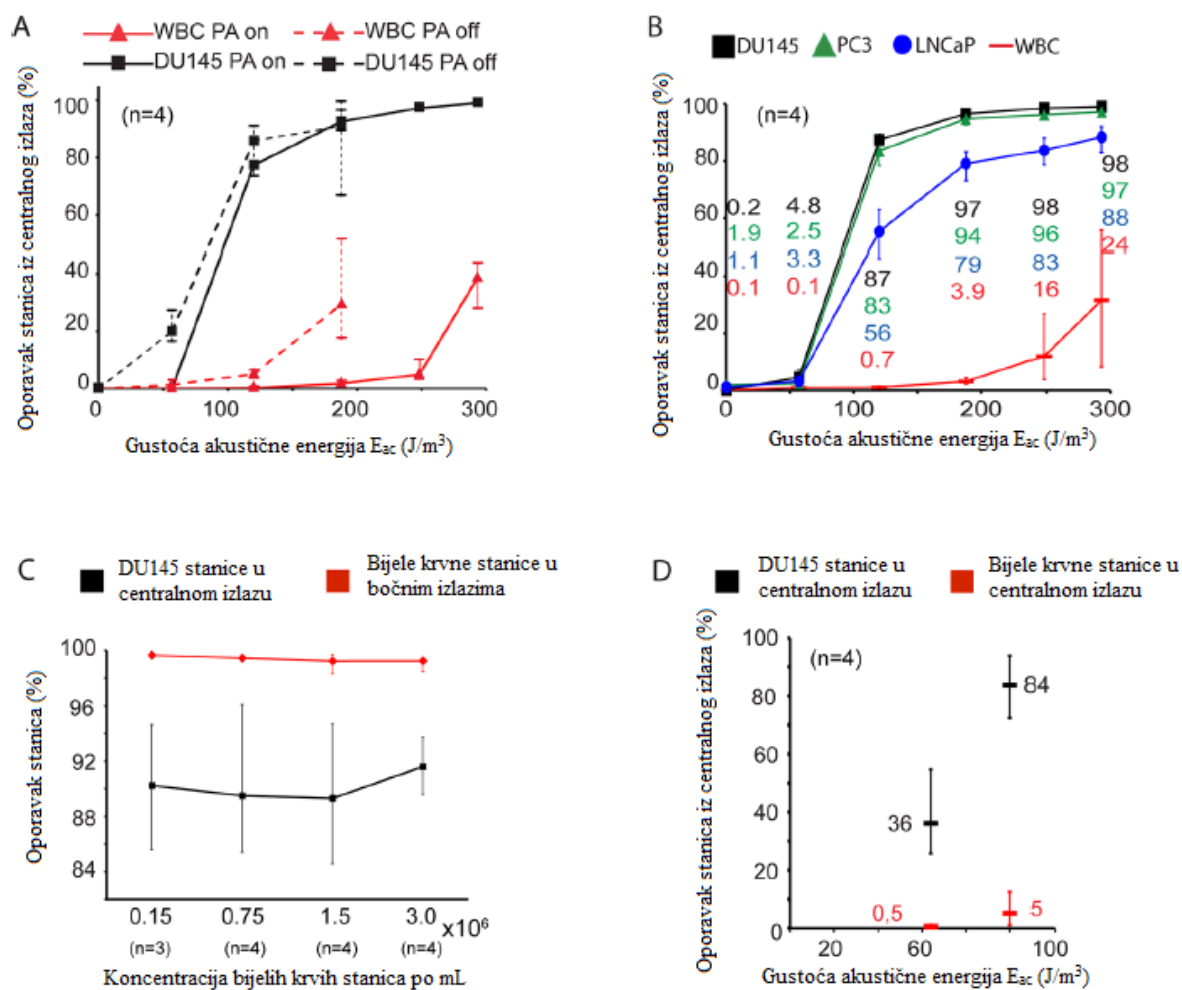 A
WBC PA on
WBC PA off
DU145 PA on
DU145 PA off
Oporavak stanica iz centralnog izlaza (%)
(n=4)
100
80
60
40
20
0
0
100
200
300
Gustoća akustične energija Eac (J/m³)
B
DU145
PC3
LNCaP
WBC
Oporavak stanica iz centralnog izlaza (%)
(n=4)
100
80
60
40
20
0
0.2
1.9
1.1
0.1
4.8
2.5
3.3
0.1
87
83
56
0.7
97
94
79
3.9
98
96
83
16
98
97
88
24
0
100
200
300
Gustoća akustične energija Eac (J/m³)
C
DU145 stanice u
centralnom izlazu
Bijele krvne stanice u
bočnim izlazima
Oporavak stanica (%)
100
96
92
88
84
0.15
0.75
1.5
3.0
x10⁶
(n=3)
(n=4)
(n=4)
(n=4)
Koncentracija bijelih krvih stanica po mL
D
DU145 stanice u
centralnom izlazu
Bijele krvne stanice u
centralnom izlazu
Oporavak stanica iz centralnog izlaza (%)
(n=4)
100
80
60
40
20
0
84
36
0,5
5
20
60
100
Gustoća akustične energija Eac (J/m³)